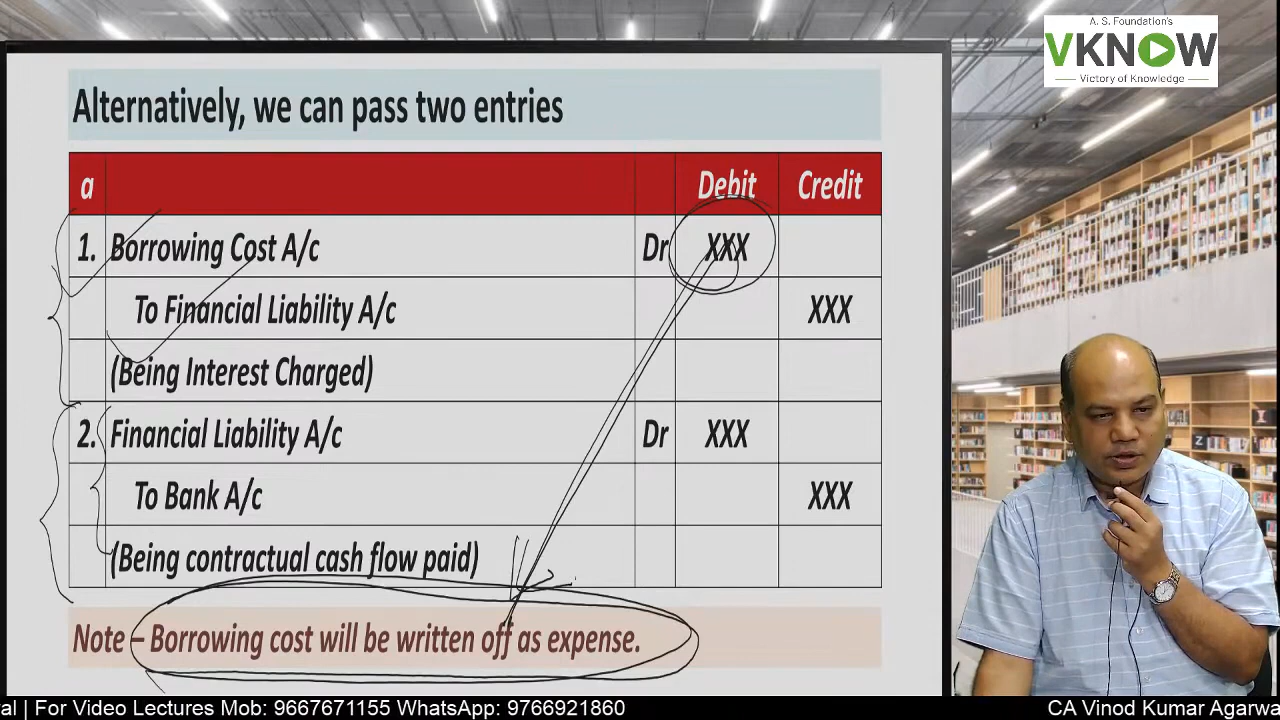 A. S. Foundation's
VKNOW
Victory of Knowledge
Alternatively, we can pass two entries
a Debit Credit
1. Borrowing Cost A/c Dr XXX
To Financial Liability A/c XXX
(Being Interest Charged)
2. Financial Liability A/c Dr XXX
To Bank A/c XXX
(Being contractual cash flow paid)
Note – Borrowing cost will be written off as expense.
al | For Video Lectures Mob: 9667671155 WhatsApp: 9766921860 CA Vinod Kumar Agarwa